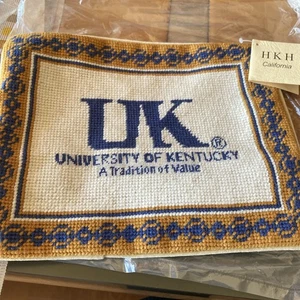 HKH
California
UK®
UNIVERSITY OF KENTUCKY
A Tradition of Value